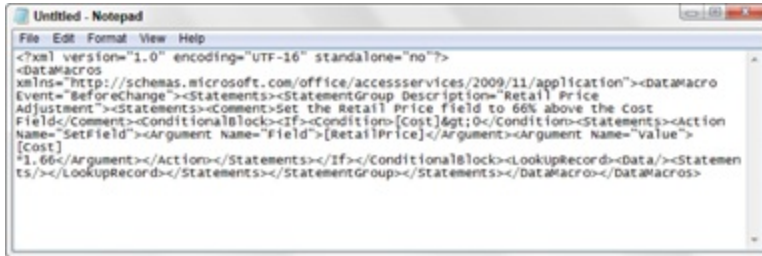 Untitled - Notepad
File Edit Format View Help
<?xml version="1.0" encoding="UTF-16" standalone="no"?>
<DataMacros
xmlns="http://schemas.microsoft.com/office/accessservices/2009/11/application"><DataMacro
Event="BeforeChange"><Statements><StatementGroup Description="Retail Price
Adjustment"><Statements><Comment>Set the Retail Price field to 66% above the Cost
Field</Comment><ConditionalBlock><If><Condition>[Cost]&gt;0</Condition><Statements><Action
Name="SetField"><Argument Name="Field">[RetailPrice]</Argument><Argument Name="Value">
[Cost]
*1.66</Argument></Action></Statements></If></ConditionalBlock><LookUpRecord><Data/><Statemen
ts/></LookUpRecord></Statements></StatementGroup></Statements></DataMacro></DataMacros>